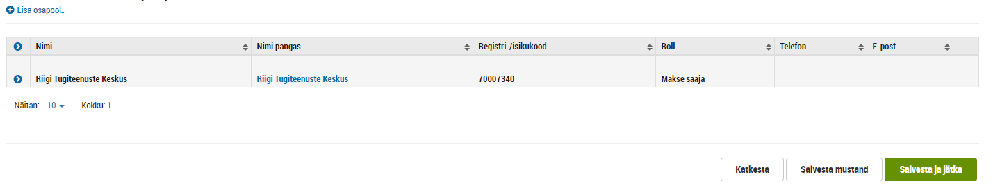 Lisa osapool..
Nimi Nimi pangas Registri-/isikukood Roll Telefon E-post
Riigi Tugiteenuste Keskus Riigi Tugiteenuste Keskus 70007340 Makse saaja
Näitan: 10 Kokku: 1
Katkesta Salvesta mustand Salvesta ja jätka